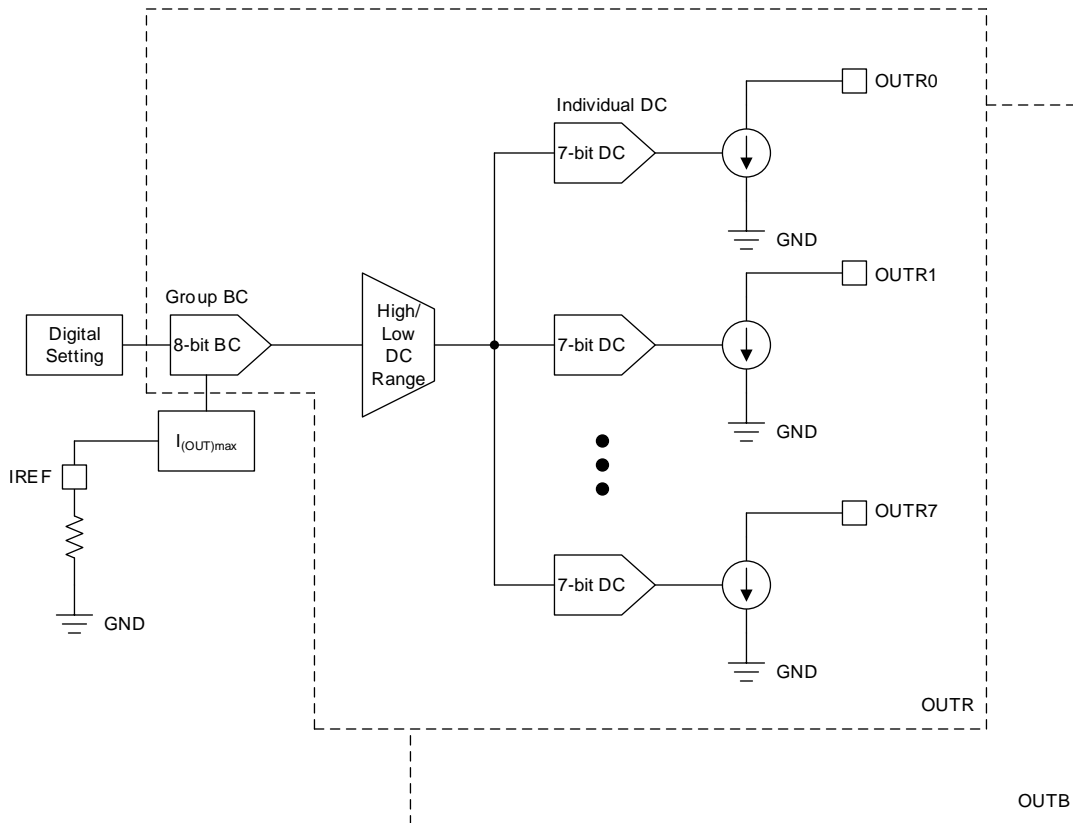 OUTR0
Individual DC
7-bit DC
GND
OUTR1
Group BC
High/
Low
DC
Range
Digital
Setting
8-bit BC
7-bit DC
I(OUT)max
GND
IREF
OUTR7
7-bit DC
GND
GND
OUTR
OUTB